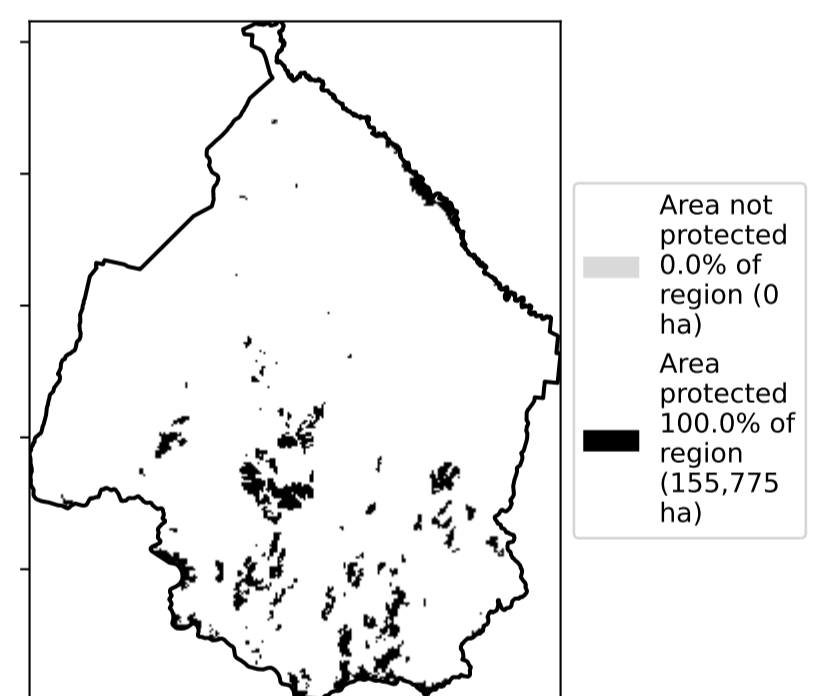 Area not
protected
0.0% of
region (0
ha)
Area
protected
100.0% of
region
(155,775
ha)